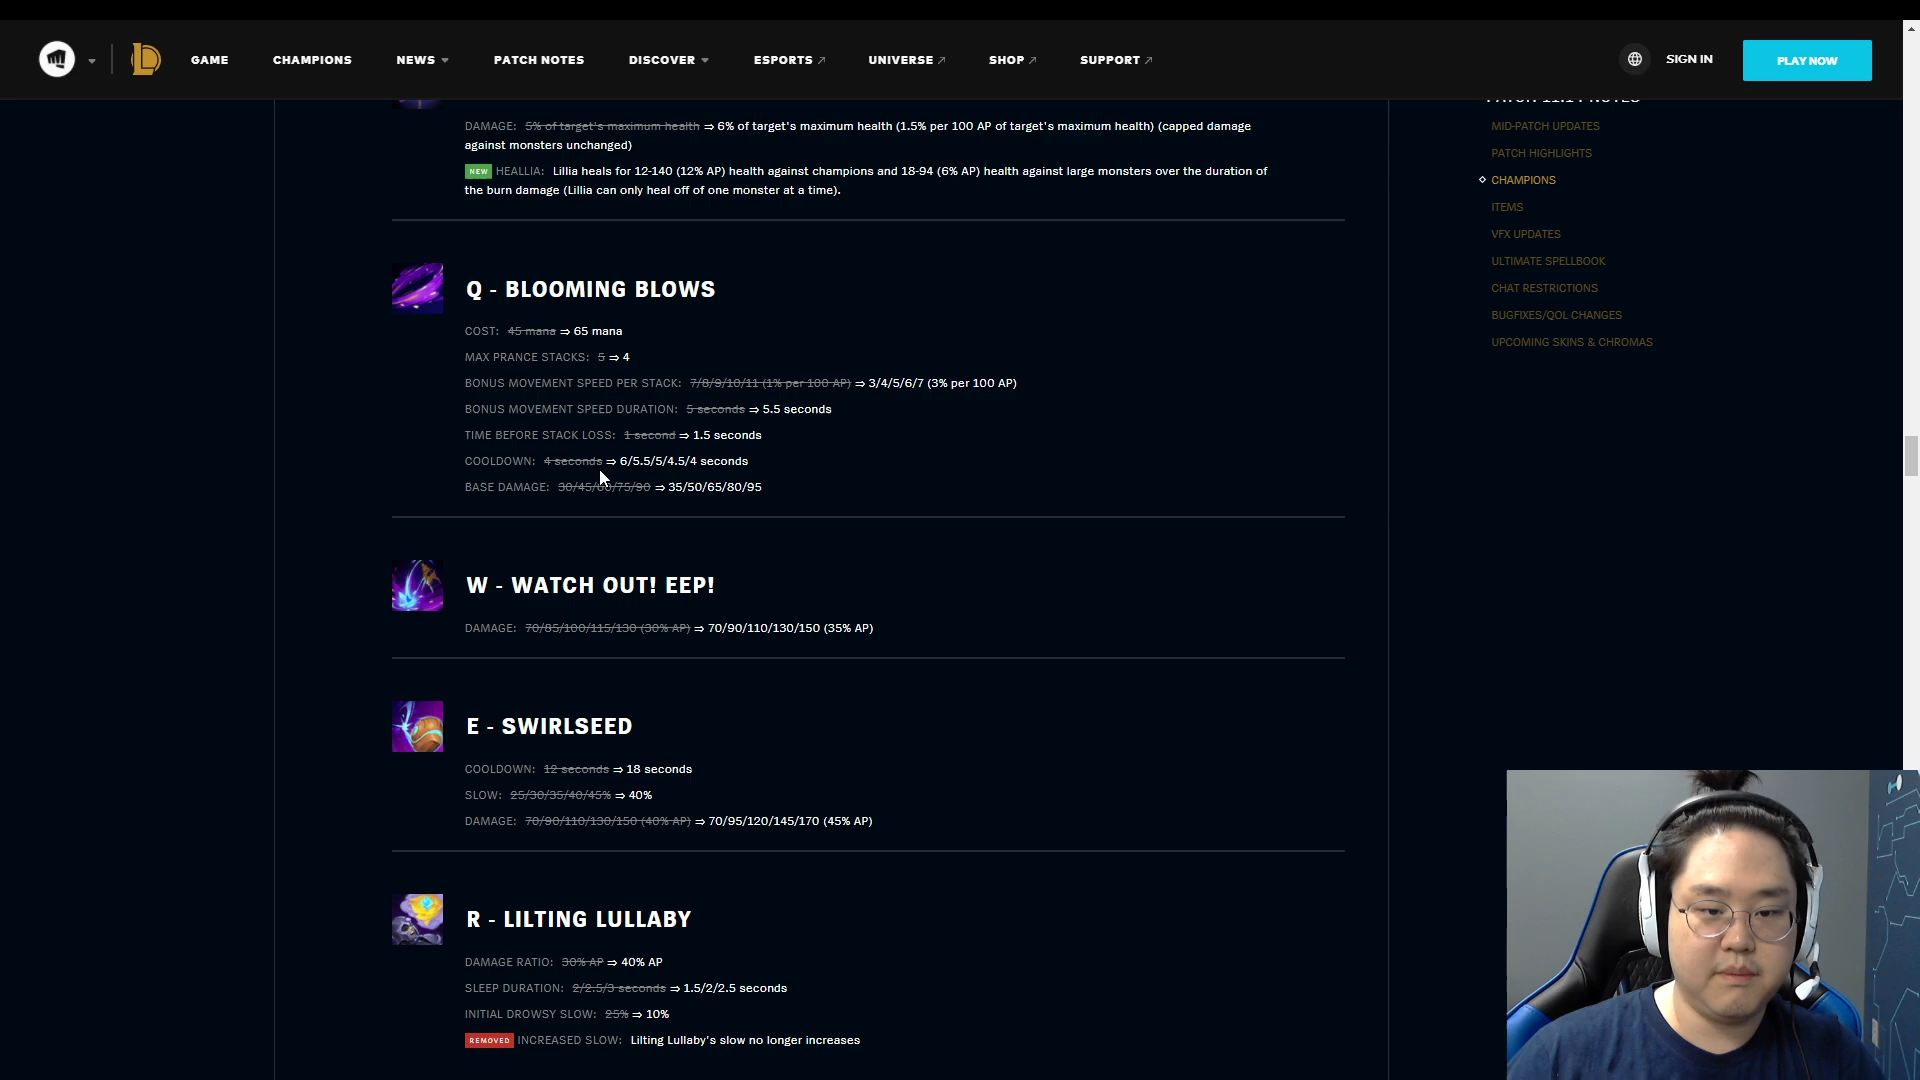 GAME
CHAMPIONS
NEWS
PATCH NOTES
DISCOVER
ESPORTS
UNIVERSE
SHOP
SUPPORT
SIGN IN
PLAY NOW
DAMAGE: 5% of target's maximum health ⇒ 6% of target's maximum health (1.5% per 100 AP of target's maximum health) (capped damage
against monsters unchanged)
NEW HEALLIA: Lillia heals for 12-140 (12% AP) health against champions and 18-94 (6% AP) health against large monsters over the duration of
the burn damage (Lillia can only heal off of one monster at a time).
Q - BLOOMING BLOWS
COST: 45 mana ⇒ 65 mana
MAX PRANCE STACKS: 5 ⇒ 4
BONUS MOVEMENT SPEED PER STACK: 7/8/9/10/11 (1% per 100 AP) ⇒ 3/4/5/6/7 (3% per 100 AP)
BONUS MOVEMENT SPEED DURATION: 5 seconds ⇒ 5.5 seconds
TIME BEFORE STACK LOSS: 1 second ⇒ 1.5 seconds
COOLDOWN: 4 seconds ⇒ 6/5.5/5/4.5/4 seconds
BASE DAMAGE: 30/45/60/75/90 ⇒ 35/50/65/80/95
W - WATCH OUT! EEP!
DAMAGE: 70/85/100/115/130 (30% AP) ⇒ 70/90/110/130/150 (35% AP)
E - SWIRLSEED
COOLDOWN: 12 seconds ⇒ 18 seconds
SLOW: 25/30/35/40/45% ⇒ 40%
DAMAGE: 70/90/110/130/150 (40% AP) ⇒ 70/95/120/145/170 (45% AP)
R - LILTING LULLABY
DAMAGE RATIO: 30% AP ⇒ 40% AP
SLEEP DURATION: 2/2.5/3 seconds ⇒ 1.5/2/2.5 seconds
INITIAL DROWSY SLOW: 25% ⇒ 10%
REMOVED INCREASED SLOW: Lilting Lullaby's slow no longer increases
PATCH 11.14 NOTES
MID-PATCH UPDATES
PATCH HIGHLIGHTS
CHAMPIONS
ITEMS
VFX UPDATES
ULTIMATE SPELLBOOK
CHAT RESTRICTIONS
BUGFIXES/QOL CHANGES
UPCOMING SKINS & CHROMAS